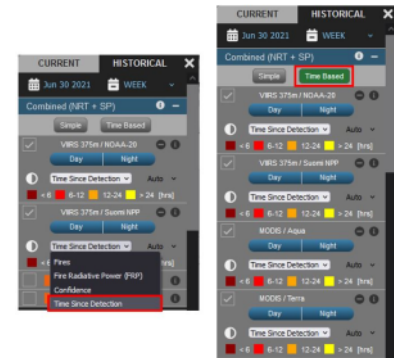 CURRENT HISTORICAL X
Jun 30 2021 WEEK
Combined (NRT + SP)
Simple Time Based
VIIRS 375m / NOAA-20
Day Night
Time Since Detection Auto
< 6 6-12 12-24 > 24 [hrs]
VIIRS 375m / Suomi NPP
Day Night
Time Since Detection Auto
Fires
Fire Radiative Power (FRP)
Confidence
Time Since Detection
CURRENT HISTORICAL X
Jun 30 2021 WEEK
Combined (NRT + SP)
Simple Time Based
VIIRS 375m / NOAA-20
Day Night
Time Since Detection Auto
< 6 6-12 12-24 > 24 [hrs]
VIIRS 375m / Suomi NPP
Day Night
Time Since Detection Auto
< 6 6-12 12-24 > 24 [hrs]
MODIS / Aqua
Day Night
Time Since Detection Auto
< 6 6-12 12-24 > 24 [hrs]
MODIS / Terra
Day Night
Time Since Detection Auto
< 6 6-12 12-24 > 24 [hrs]